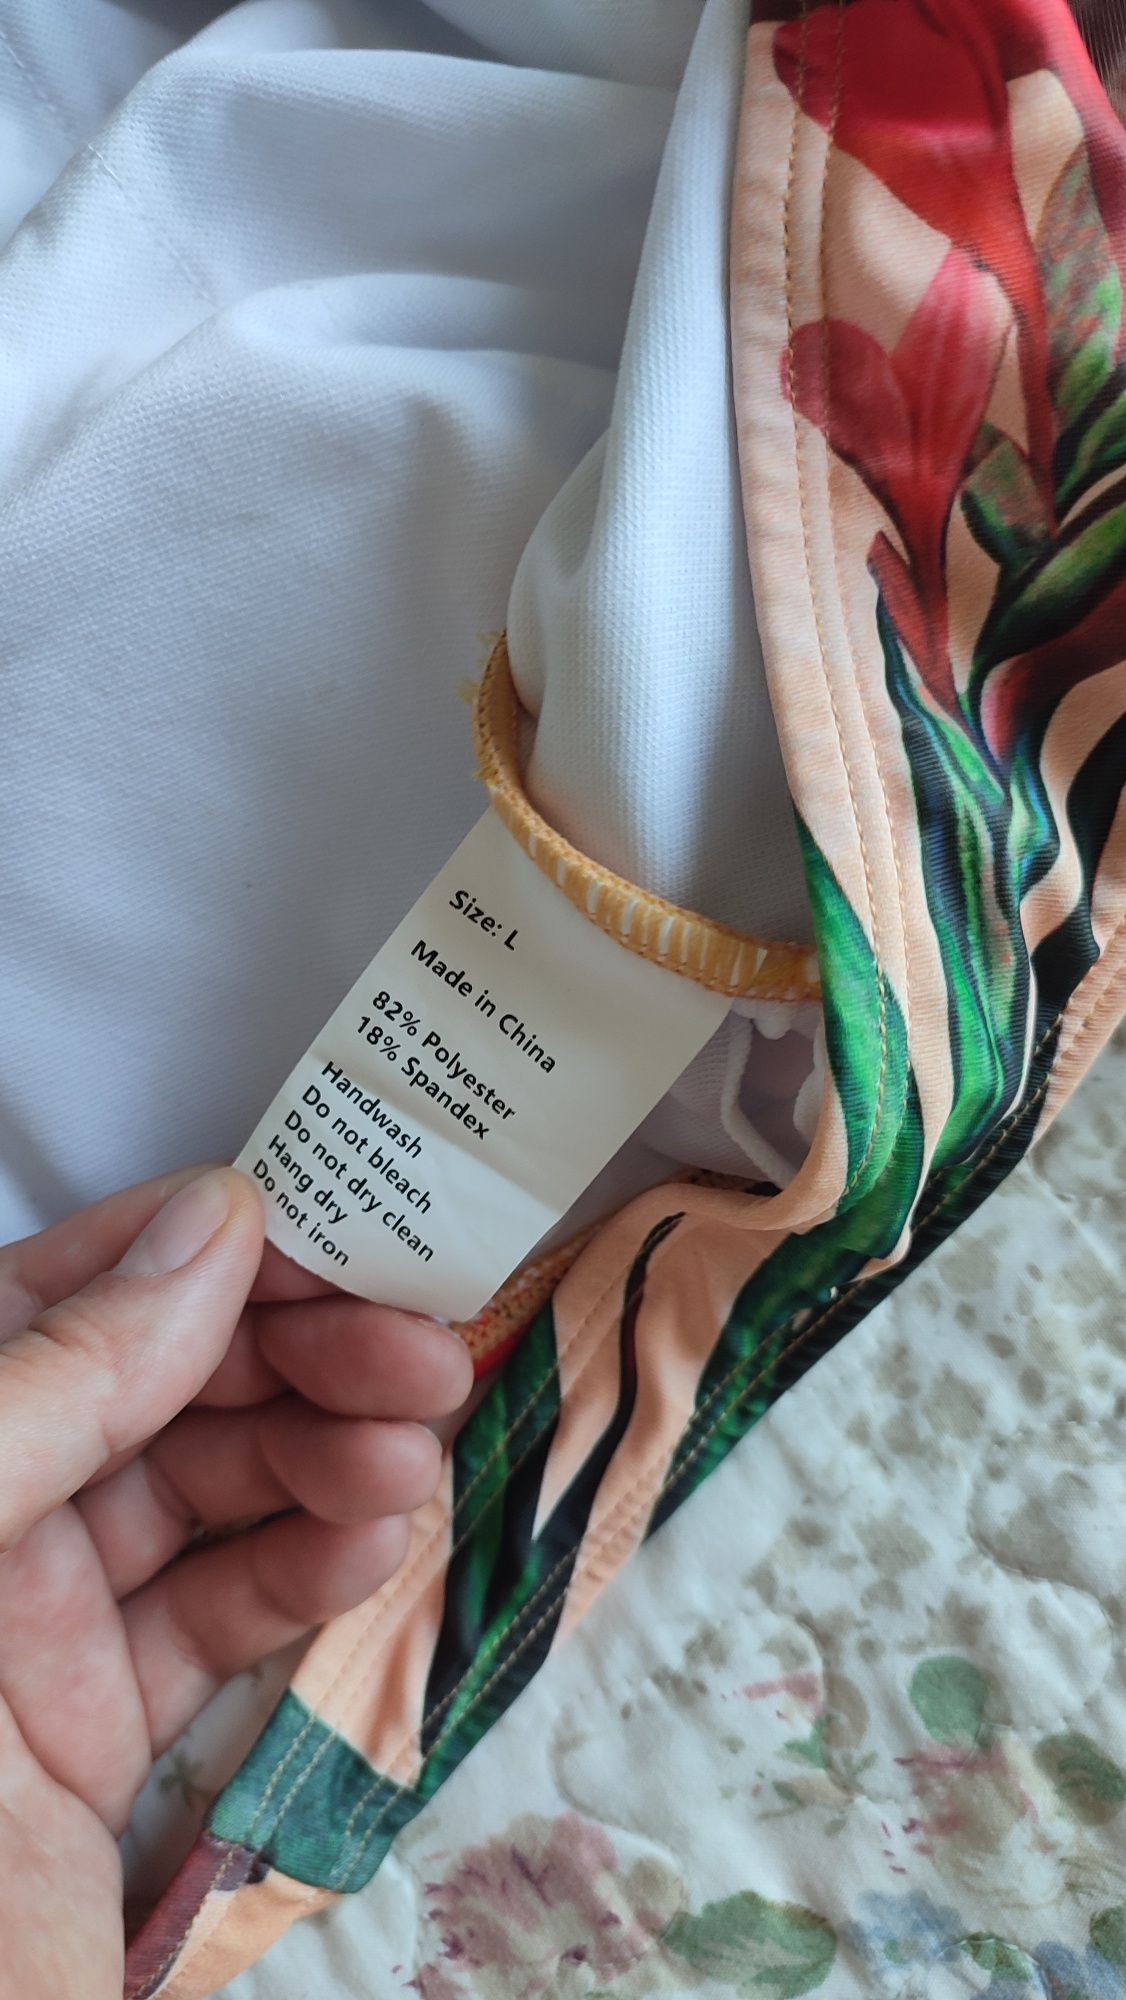 Size: L
Made in China
82% Polyester
18% Spandex
Handwash
Do not bleach
Do not dry clean
Hang dry
Do not iron